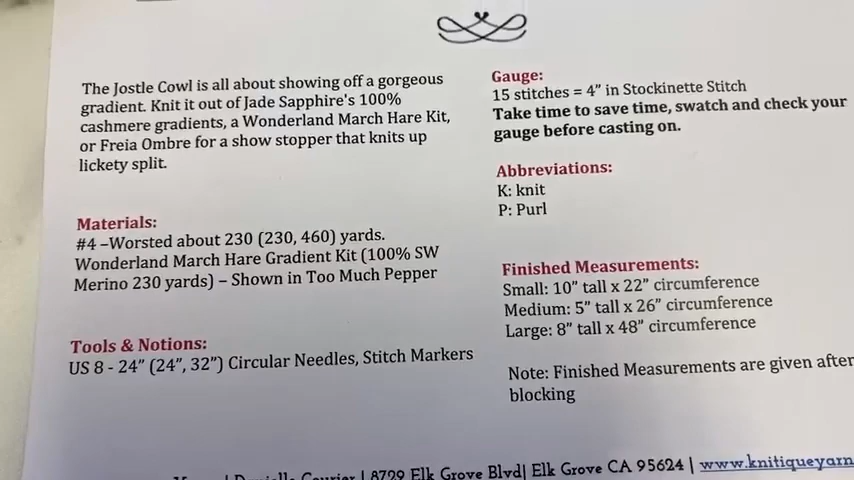 The Jostle Cowl is all about showing off a gorgeous
gradient. Knit it out of Jade Sapphire's 100%
cashmere gradients, a Wonderland March Hare Kit,
or Freia Ombre for a show stopper that knits up
lickety split.
Materials:
#4 –Worsted about 230 (230, 460) yards.
Wonderland March Hare Gradient Kit (100% SW
Merino 230 yards) – Shown in Too Much Pepper
Tools & Notions:
US 8 - 24” (24”, 32”) Circular Needles, Stitch Markers
Gauge:
15 stitches = 4” in Stockinette Stitch
Take time to save time, swatch and check your
gauge before casting on.
Abbreviations:
K: knit
P: Purl
Finished Measurements:
Small: 10” tall x 22” circumference
Medium: 5” tall x 26” circumference
Large: 8” tall x 48” circumference
Note: Finished Measurements are given after
blocking
| Danielle Courier | 8729 Elk Grove Blvd| Elk Grove CA 95624 | www.knitiqueyarn